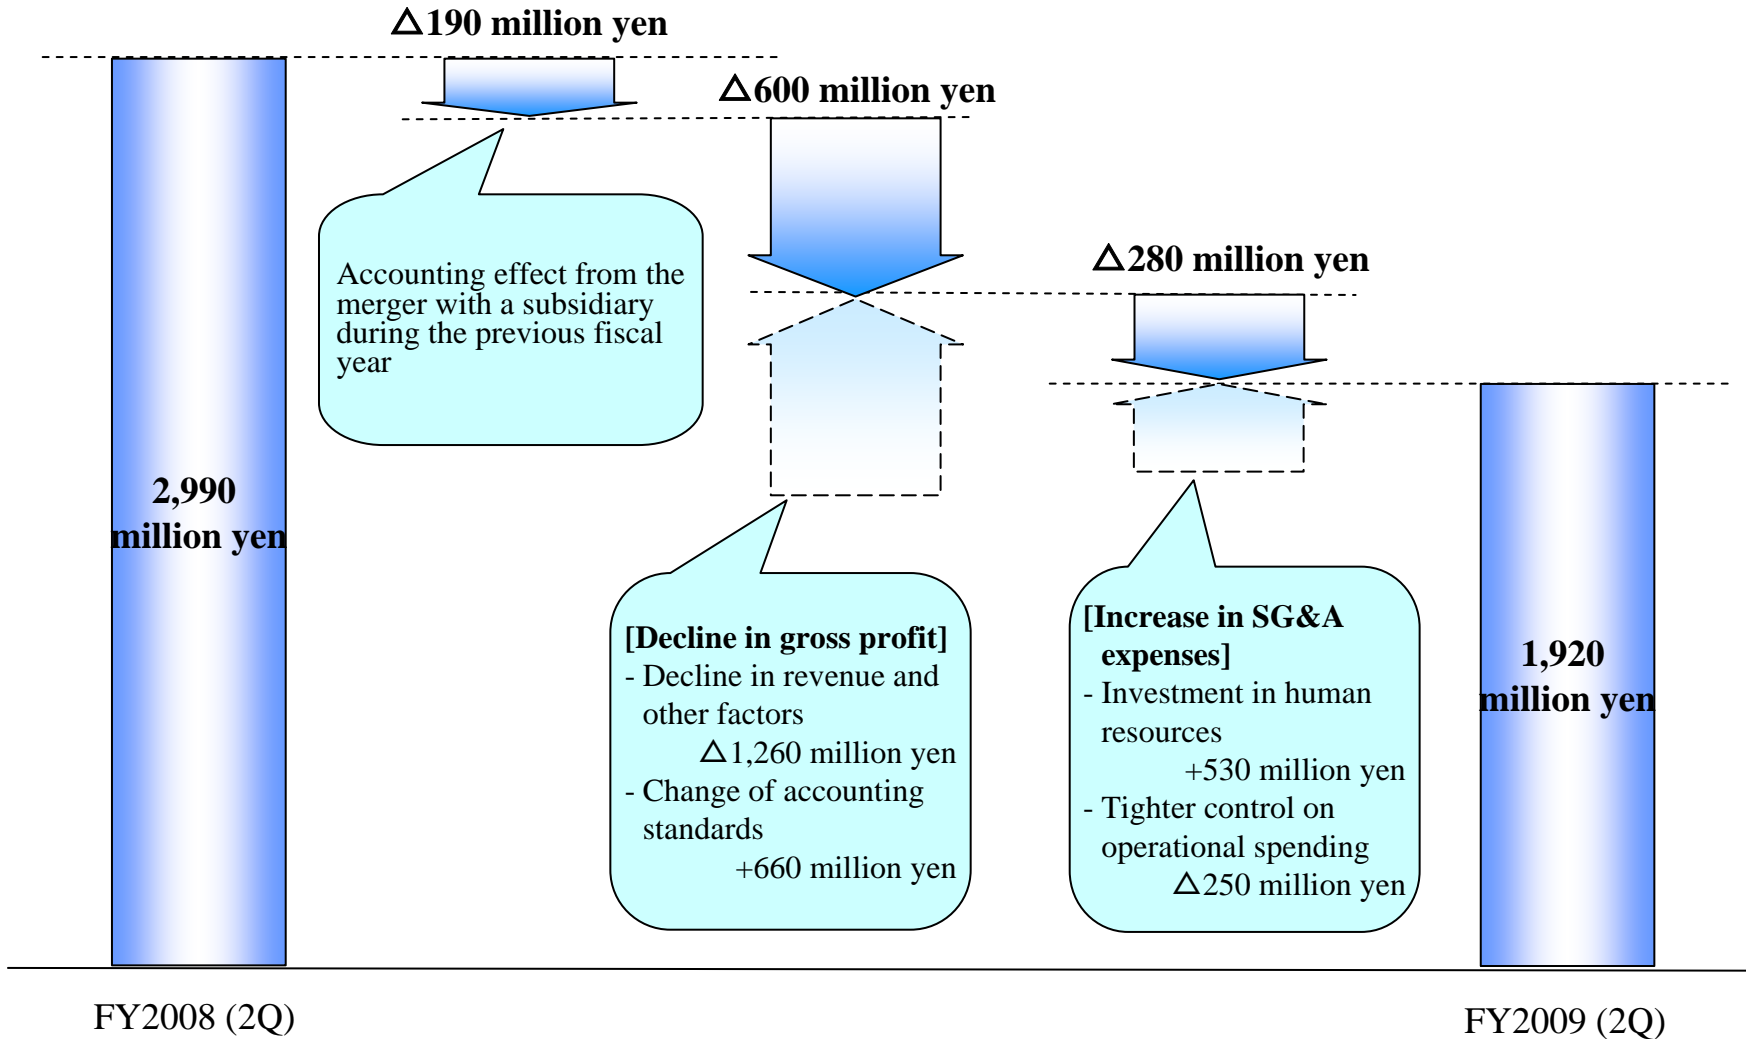 △190 million yen
△600 million yen
△280 million yen
Accounting effect from the
merger with a subsidiary
during the previous fiscal
year
2,990
million yen
[Decline in gross profit]
- Decline in revenue and
other factors
△1,260 million yen
- Change of accounting
standards
+660 million yen
[Increase in SG&A
expenses]
- Investment in human
resources
+530 million yen
- Tighter control on
operational spending
△250 million yen
1,920
million yen
FY2008 (2Q)
FY2009 (2Q)